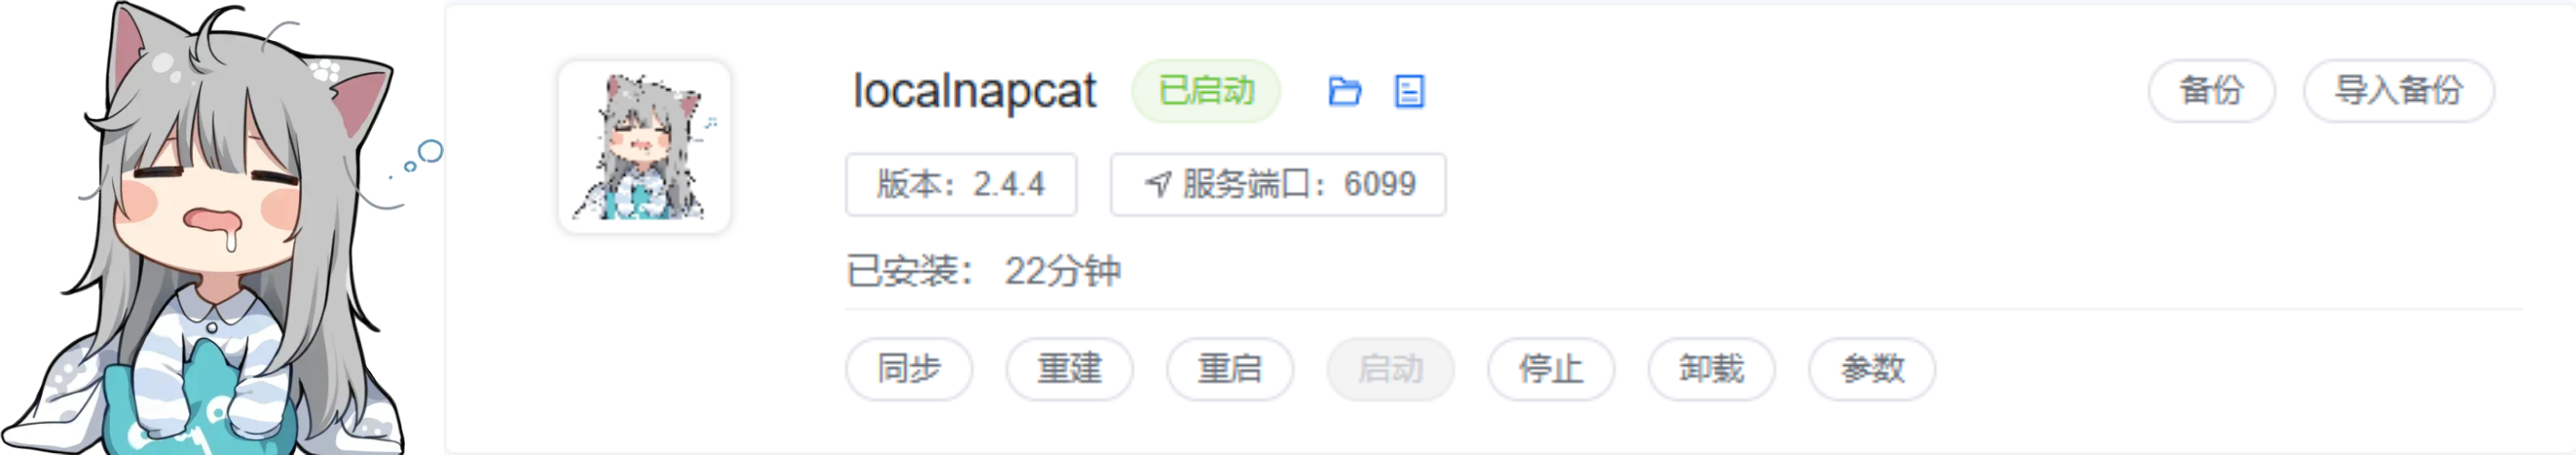 localnapcat 已启动 备份 导入备份
版本：2.4.4 服务端口：6099
已安装： 22分钟
同步 重建 重启 启动 停止 卸载 参数